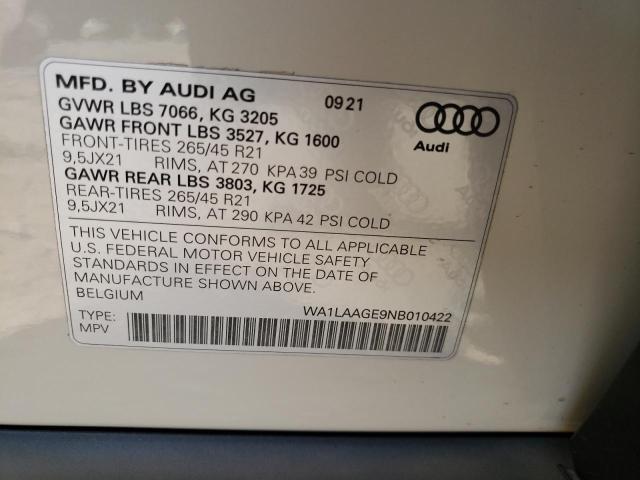 MFD. BY AUDI AG 09 21
GVWR LBS 7066, KG 3205
GAWR FRONT LBS 3527, KG 1600
FRONT-TIRES 265/45 R21
9,5JX21 RIMS, AT 270 KPA 39 PSI COLD
GAWR REAR LBS 3803, KG 1725
REAR-TIRES 265/45 R21
9,5JX21 RIMS, AT 290 KPA 42 PSI COLD
Audi
THIS VEHICLE CONFORMS TO ALL APPLICABLE
U.S. FEDERAL MOTOR VEHICLE SAFETY
STANDARDS IN EFFECT ON THE DATE OF
MANUFACTURE SHOWN ABOVE.
BELGIUM
WA1LAAGE9NB010422
TYPE:
MPV